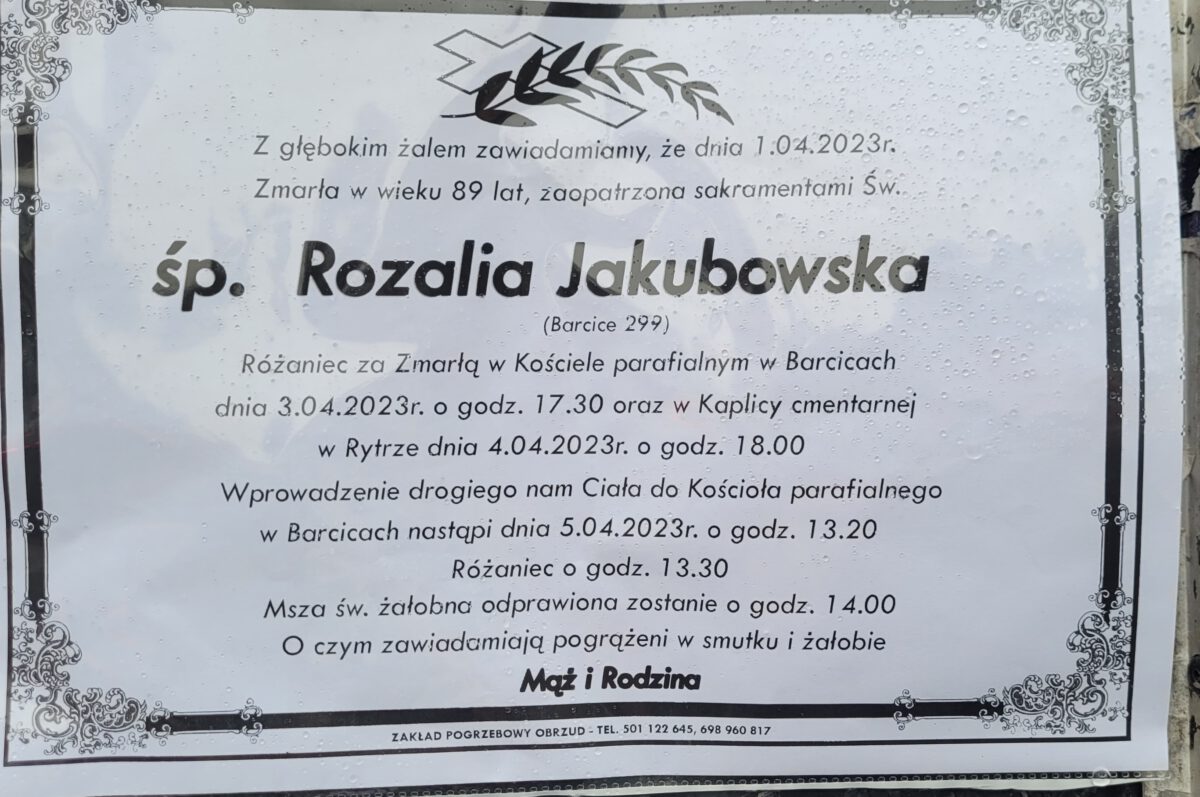 Z głębokim żalem zawiadamiamy, że dnia 1.04.2023r.
Zmarła w wieku 89 lat, zaopatrzona sakramentami Św.
śp. Rozalia Jakubowska
(Barcice 299)
Różaniec za Zmarłą w Kościele parafialnym w Barcicach
dnia 3.04.2023r. o godz. 17.30 oraz w Kaplicy cmentarnej
w Rytrze dnia 4.04.2023r. o godz. 18.00
Wprowadzenie drogiego nam Ciała do Kościoła parafialnego
w Barcicach nastąpi dnia 5.04.2023r. o godz. 13.20
Różaniec o godz. 13.30
Msza św. żałobna odprawiona zostanie o godz. 14.00
O czym zawiadamiają pogrążeni w smutku i żałobie
Mąż i Rodzina
ZAKŁAD POGRZEBOWY OBRZUD - TEL. 501 122 645, 698 960 817